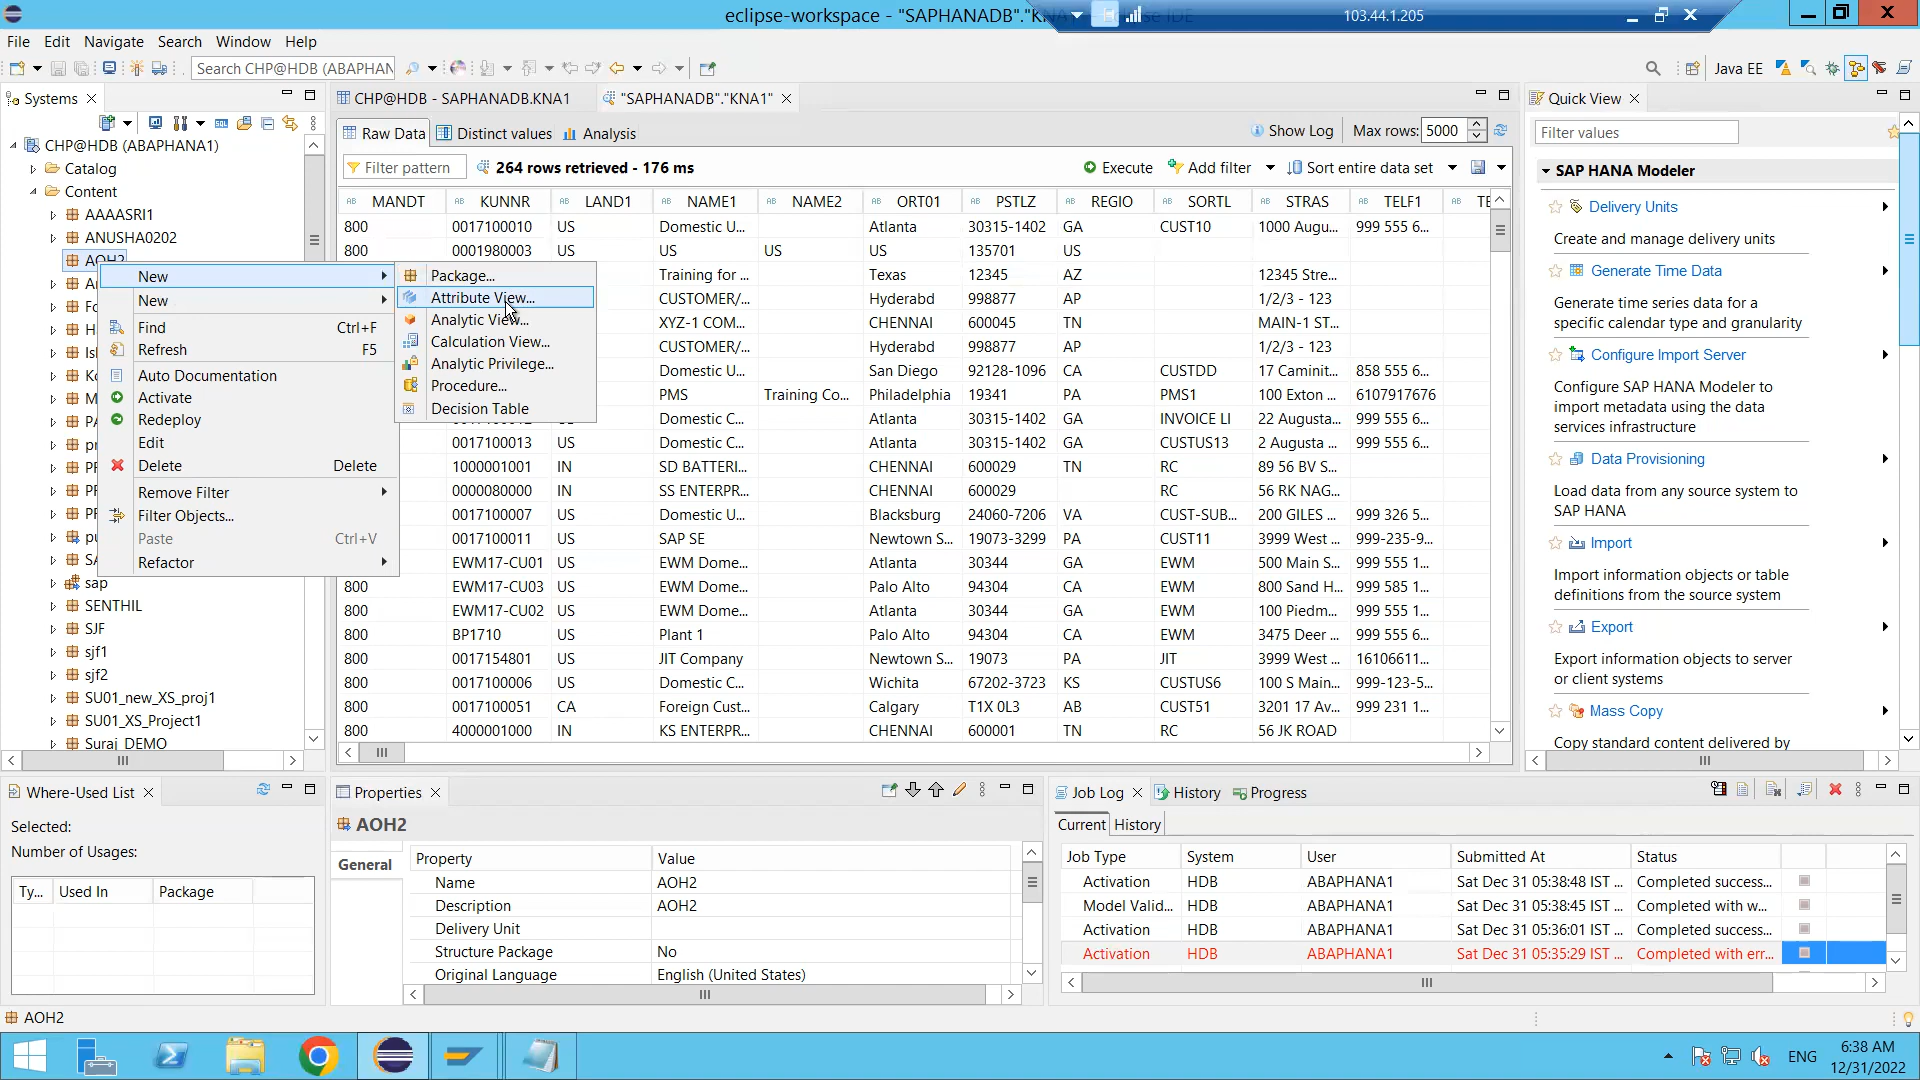 eclipse-workspace - "SAPHANADB"."KNA1" - Eclipse IDE
103.44.1.205
File Edit Navigate Search Window Help
Search CHP@HDB (ABAPHAN
Java EE
Systems
CHP@HDB (ABAPHANA1)
Catalog
Content
AAAASRI1
ANUSHA0202
AOH2
sap
SENTHIL
SJF
sjf1
sjf2
SU01_new_XS_proj1
SU01_XS_Project1
Suraj_DEMO
New
New
Find Ctrl+F
Refresh F5
Auto Documentation
Activate
Redeploy
Edit
Delete Delete
Remove Filter
Filter Objects...
Paste Ctrl+V
Refactor
Package...
Attribute View...
Analytic View...
Calculation View...
Analytic Privilege...
Procedure...
Decision Table
CHP@HDB - SAPHANADB.KNA1
"SAPHANADB"."KNA1"
Raw Data Distinct values Analysis
Show Log Max rows: 5000
Filter pattern 264 rows retrieved - 176 ms
Execute Add filter Sort entire data set
MANDT KUNNR LAND1 NAME1 NAME2 ORT01 PSTLZ REGIO SORTL STRAS TELF1 TE
800 0017100010 US Domestic U... Atlanta 30315-1402 GA CUST10 1000 Augu... 999 555 6...
800 0001980003 US US US US 135701 US
Training for ... Texas 12345 AZ 12345 Stre...
CUSTOMER/... Hyderabd 998877 AP 1/2/3 - 123
XYZ-1 COM... CHENNAI 600045 TN MAIN-1 ST...
CUSTOMER/... Hyderabd 998877 AP 1/2/3 - 123
Domestic U... San Diego 92128-1096 CA CUSTDD 17 Caminit... 858 555 6...
PMS Training Co... Philadelphia 19341 PA PMS1 100 Exton ... 6107917676
Domestic C... Atlanta 30315-1402 GA INVOICE LI 22 Augusta... 999 555 6...
0017100013 US Domestic C... Atlanta 30315-1402 GA CUSTUS13 2 Augusta ... 999 555 6...
1000001001 IN SD BATTERI... CHENNAI 600029 TN RC 89 56 BV S...
0000080000 IN SS ENTERPR... CHENNAI 600029 RC 56 RK NAG...
0017100007 US Domestic U... Blacksburg 24060-7206 VA CUST-SUB... 200 GILES ... 999 326 5...
0017100011 US SAP SE Newtown S... 19073-3299 PA CUST11 3999 West ... 999-235-9...
EWM17-CU01 US EWM Dome... Atlanta 30344 GA EWM 500 Main S... 999 555 1...
800 EWM17-CU03 US EWM Dome... Palo Alto 94304 CA EWM 800 Sand H... 999 585 1...
800 EWM17-CU02 US EWM Dome... Atlanta 30344 GA EWM 100 Piedm... 999 555 1...
800 BP1710 US Plant 1 Palo Alto 94304 CA EWM 3475 Deer ... 999 555 6...
800 0017154801 US JIT Company Newtown S... 19073 PA JIT 3999 West ... 16106611...
800 0017100006 US Domestic C... Wichita 67202-3723 KS CUSTUS6 100 S Main... 999-123-5...
800 0017100051 CA Foreign Cust... Calgary T1X 0L3 AB CUST51 3201 17 Av... 999 231 1...
800 4000001000 IN KS ENTERPR... CHENNAI 600001 TN RC 56 JK ROAD
Quick View
Filter values
SAP HANA Modeler
Delivery Units
Create and manage delivery units
Generate Time Data
Generate time series data for a
specific calendar type and granularity
Configure Import Server
Configure SAP HANA Modeler to
import metadata using the data
services infrastructure
Data Provisioning
Load data from any source system to
SAP HANA
Import
Import information objects or table
definitions from the source system
Export
Export information objects to server
or client systems
Mass Copy
Copy standard content delivered by
Where-Used List
Selected:
Number of Usages:
Ty... Used In Package
Properties
AOH2
General
Property Value
Name AOH2
Description AOH2
Delivery Unit
Structure Package No
Original Language English (United States)
Job Log History Progress
Current History
Job Type System User Submitted At Status
Activation HDB ABAPHANA1 Sat Dec 31 05:38:48 IST ... Completed success...
Model Valid... HDB ABAPHANA1 Sat Dec 31 05:38:45 IST ... Completed with w...
Activation HDB ABAPHANA1 Sat Dec 31 05:36:01 IST ... Completed success...
Activation HDB ABAPHANA1 Sat Dec 31 05:35:29 IST ... Completed with err...
AOH2
ENG
6:38 AM
12/31/2022